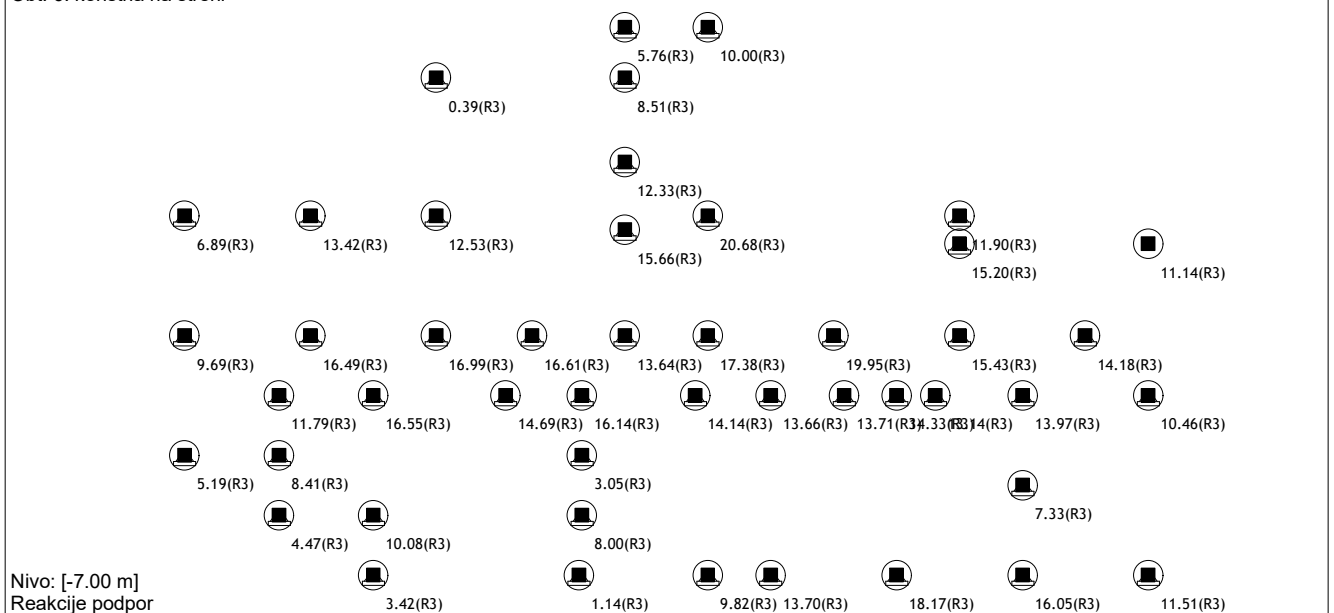 5.76(R3) 10.00(R3)
0.39(R3) 8.51(R3)
12.33(R3)
6.89(R3) 13.42(R3) 12.53(R3) 20.68(R3) 11.90(R3)
15.66(R3) 15.20(R3) 11.14(R3)
9.69(R3) 16.49(R3) 16.99(R3) 16.61(R3) 13.64(R3) 17.38(R3) 19.95(R3) 15.43(R3) 14.18(R3)
11.79(R3) 16.55(R3) 14.69(R3) 16.14(R3) 14.14(R3) 13.66(R3) 13.71(R3) 14.33(R3) 13.97(R3) 10.46(R3)
5.19(R3) 8.41(R3) 3.05(R3)
7.33(R3)
4.47(R3) 10.08(R3) 8.00(R3)
Nivo: [-7.00 m]
Reakcije podpor 3.42(R3) 1.14(R3) 9.82(R3) 13.70(R3) 18.17(R3) 16.05(R3) 11.51(R3)